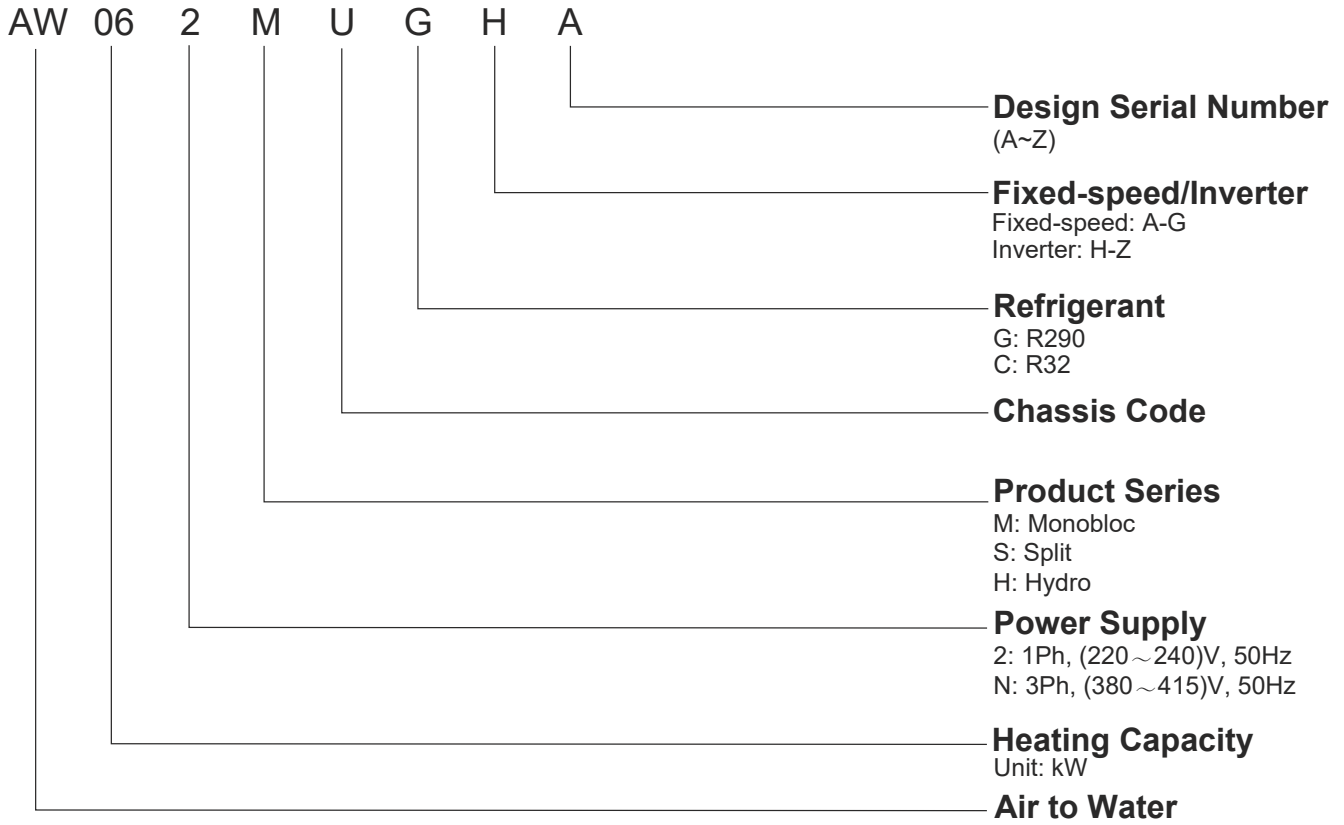 AW 06 2 M U G H A
Design Serial Number
(A~Z)
Fixed-speed/Inverter
Fixed-speed: A-G
Inverter: H-Z
Refrigerant
G: R290
C: R32
Chassis Code
Product Series
M: Monobloc
S: Split
H: Hydro
Power Supply
2: 1Ph, (220～240)V, 50Hz
N: 3Ph, (380～415)V, 50Hz
Heating Capacity
Unit: kW
Air to Water